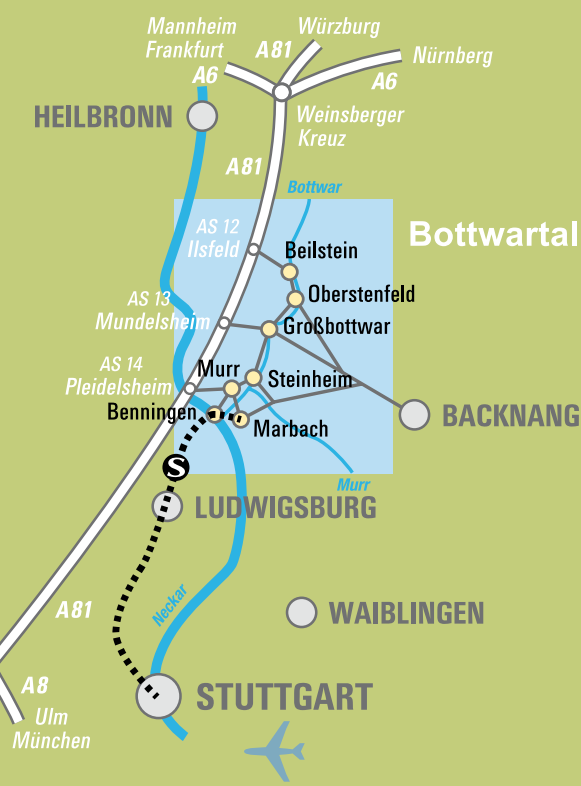 Mannheim
Frankfurt
A6
A81
Würzburg
Nürnberg
A6
HEILBRONN
Weinsberger
Kreuz
A81
Bottwar
AS 12
Ilsfeld
Bottwartal
Beilstein
Oberstenfeld
AS 13
Mundelsheim
Großbottwar
AS 14
Pleidelsheim
Murr
Steinheim
Benningen
Marbach
BACKNANG
S
Murr
LUDWIGSBURG
Neckar
A81
WAIBLINGEN
A8
STUTTGART
Ulm
München